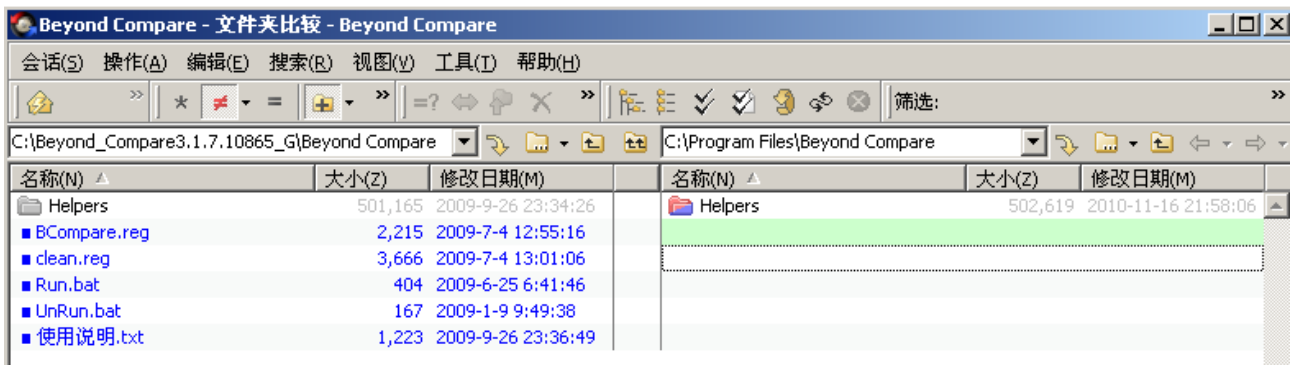 Beyond Compare - 文件夹比较 - Beyond Compare
会话(S) 操作(A) 编辑(E) 搜索(R) 视图(V) 工具(T) 帮助(H)
筛选:
C:\Beyond_Compare3.1.7.10865_G\Beyond Compare C:\Program Files\Beyond Compare
名称(N) 大小(Z) 修改日期(M) 名称(N) 大小(Z) 修改日期(M)
Helpers 501,165 2009-9-26 23:34:26 Helpers 502,619 2010-11-16 21:58:06
BCompare.reg 2,215 2009-7-4 12:55:16
clean.reg 3,666 2009-7-4 13:01:06
Run.bat 404 2009-6-25 6:41:46
UnRun.bat 167 2009-1-9 9:49:38
使用说明.txt 1,223 2009-9-26 23:36:49